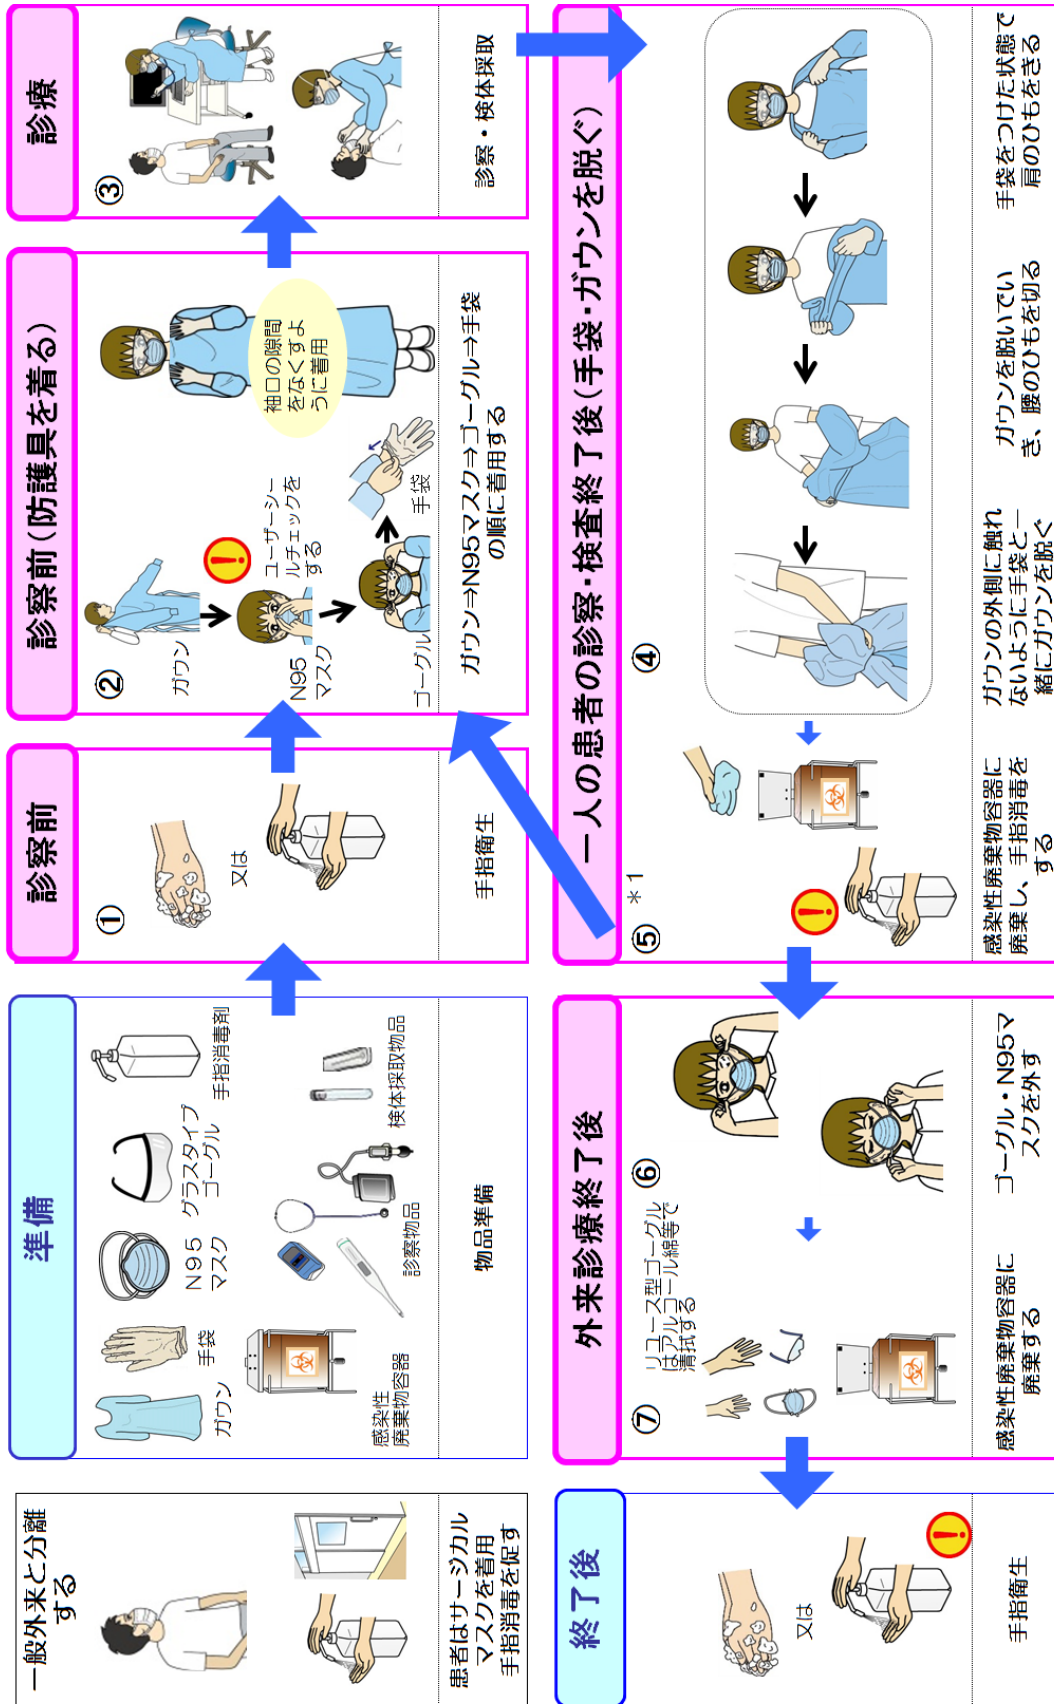 一般外来と分離
する
患者はサージカル
マスクを着用
手指消毒を促す
準備
ガウン
手袋
N95
マスク
グラスタイプ
ゴーグル
手指消毒剤
感染性
廃棄物容器
診察物品
検体採取物品
物品準備
診察前
①
又は
手指衛生
診察前(防護具を着る)
②
ガウン
N95
マスク
ユーザーシー
ルチェックを
する
ゴーグル
手袋
袖口の隙間
をなくすよ
うに着用
ガウン⇒N95マスク⇒ゴーグル⇒手袋
の順に着用する
診療
③
診察・検体採取
一人の患者の診察・検査終了後(手袋・ガウンを脱ぐ)
④
手袋をつけた状態で
肩のひもをきる
ガウンを脱いでい
き、腰のひもを切る
ガウンの外側に触れ
ないように手袋と一
緒にガウンを脱ぐ
⑤
＊1
感染性廃棄物容器に
廃棄し、手指消毒を
する
外来診療終了後
⑥
ゴーグル・N95マ
スクを外す
⑦
リユース型ゴーグル
はアルコール綿等で
清拭する
感染性廃棄物容器に
廃棄する
終了後
又は
手指衛生